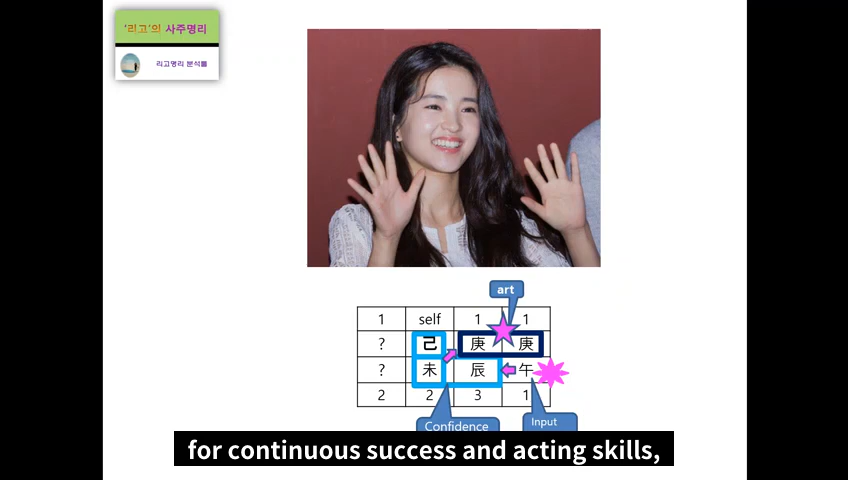 '리고'의 사주명리
리고명리 분석틀
art
1 self 1 1
? 己 庚 庚
? 未 辰 午
2 2 3 1
Confidence Input
for continuous success and acting skills,